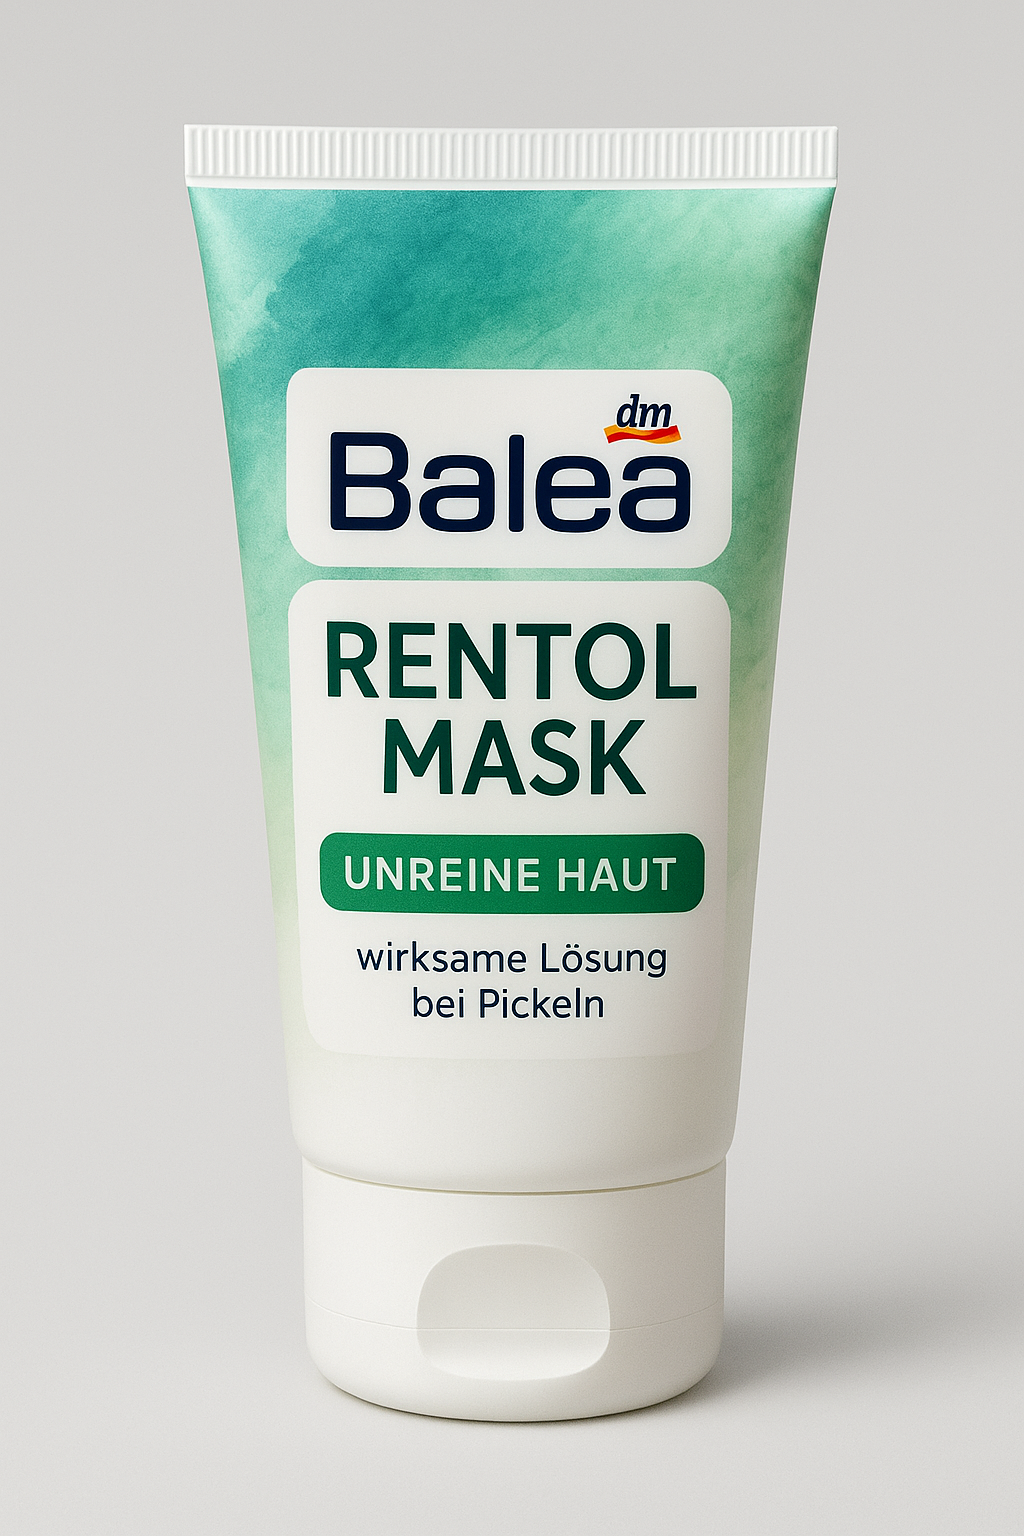 dm
Balea
RENTOL
MASK
UNREINE HAUT
wirksame Lösung
bei Pickeln